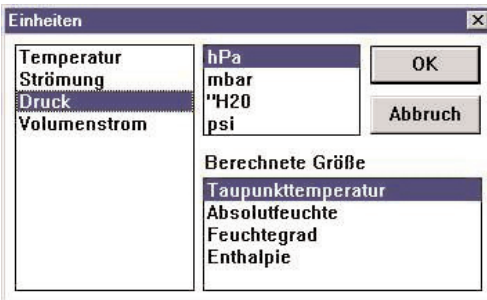 Einheiten
Temperatur
Strömung
Druck
Volumenstrom
hPa
mbar
"H20
psi
OK
Abbruch
Berechnete Größe
Taupunkttemperatur
Absolutfeuchte
Feuchtegrad
Enthalpie